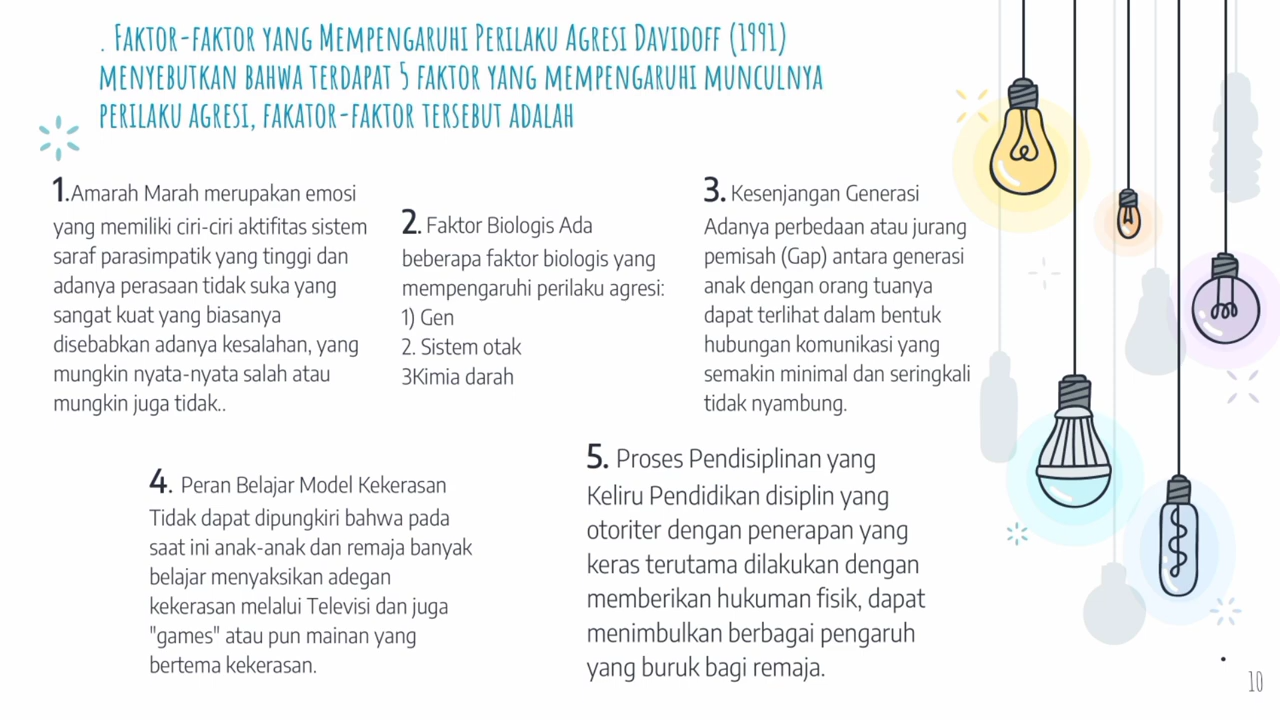 . Faktor-faktor yang Mempengaruhi Perilaku Agresi Davidoff (1991)
menyebutkan bahwa terdapat 5 faktor yang mempengaruhi munculnya
perilaku agresi, fakator-faktor tersebut adalah
1.Amarah Marah merupakan emosi
yang memiliki ciri-ciri aktifitas sistem
saraf parasimpatik yang tinggi dan
adanya perasaan tidak suka yang
sangat kuat yang biasanya
disebabkan adanya kesalahan, yang
mungkin nyata-nyata salah atau
mungkin juga tidak..
2. Faktor Biologis Ada
beberapa faktor biologis yang
mempengaruhi perilaku agresi:
1) Gen
2. Sistem otak
3Kimia darah
3. Kesenjangan Generasi
Adanya perbedaan atau jurang
pemisah (Gap) antara generasi
anak dengan orang tuanya
dapat terlihat dalam bentuk
hubungan komunikasi yang
semakin minimal dan seringkali
tidak nyambung.
4. Peran Belajar Model Kekerasan
Tidak dapat dipungkiri bahwa pada
saat ini anak-anak dan remaja banyak
belajar menyaksikan adegan
kekerasan melalui Televisi dan juga
"games" atau pun mainan yang
bertema kekerasan.
5. Proses Pendisiplinan yang
Keliru Pendidikan disiplin yang
otoriter dengan penerapan yang
keras terutama dilakukan dengan
memberikan hukuman fisik, dapat
menimbulkan berbagai pengaruh
yang buruk bagi remaja.
.
10